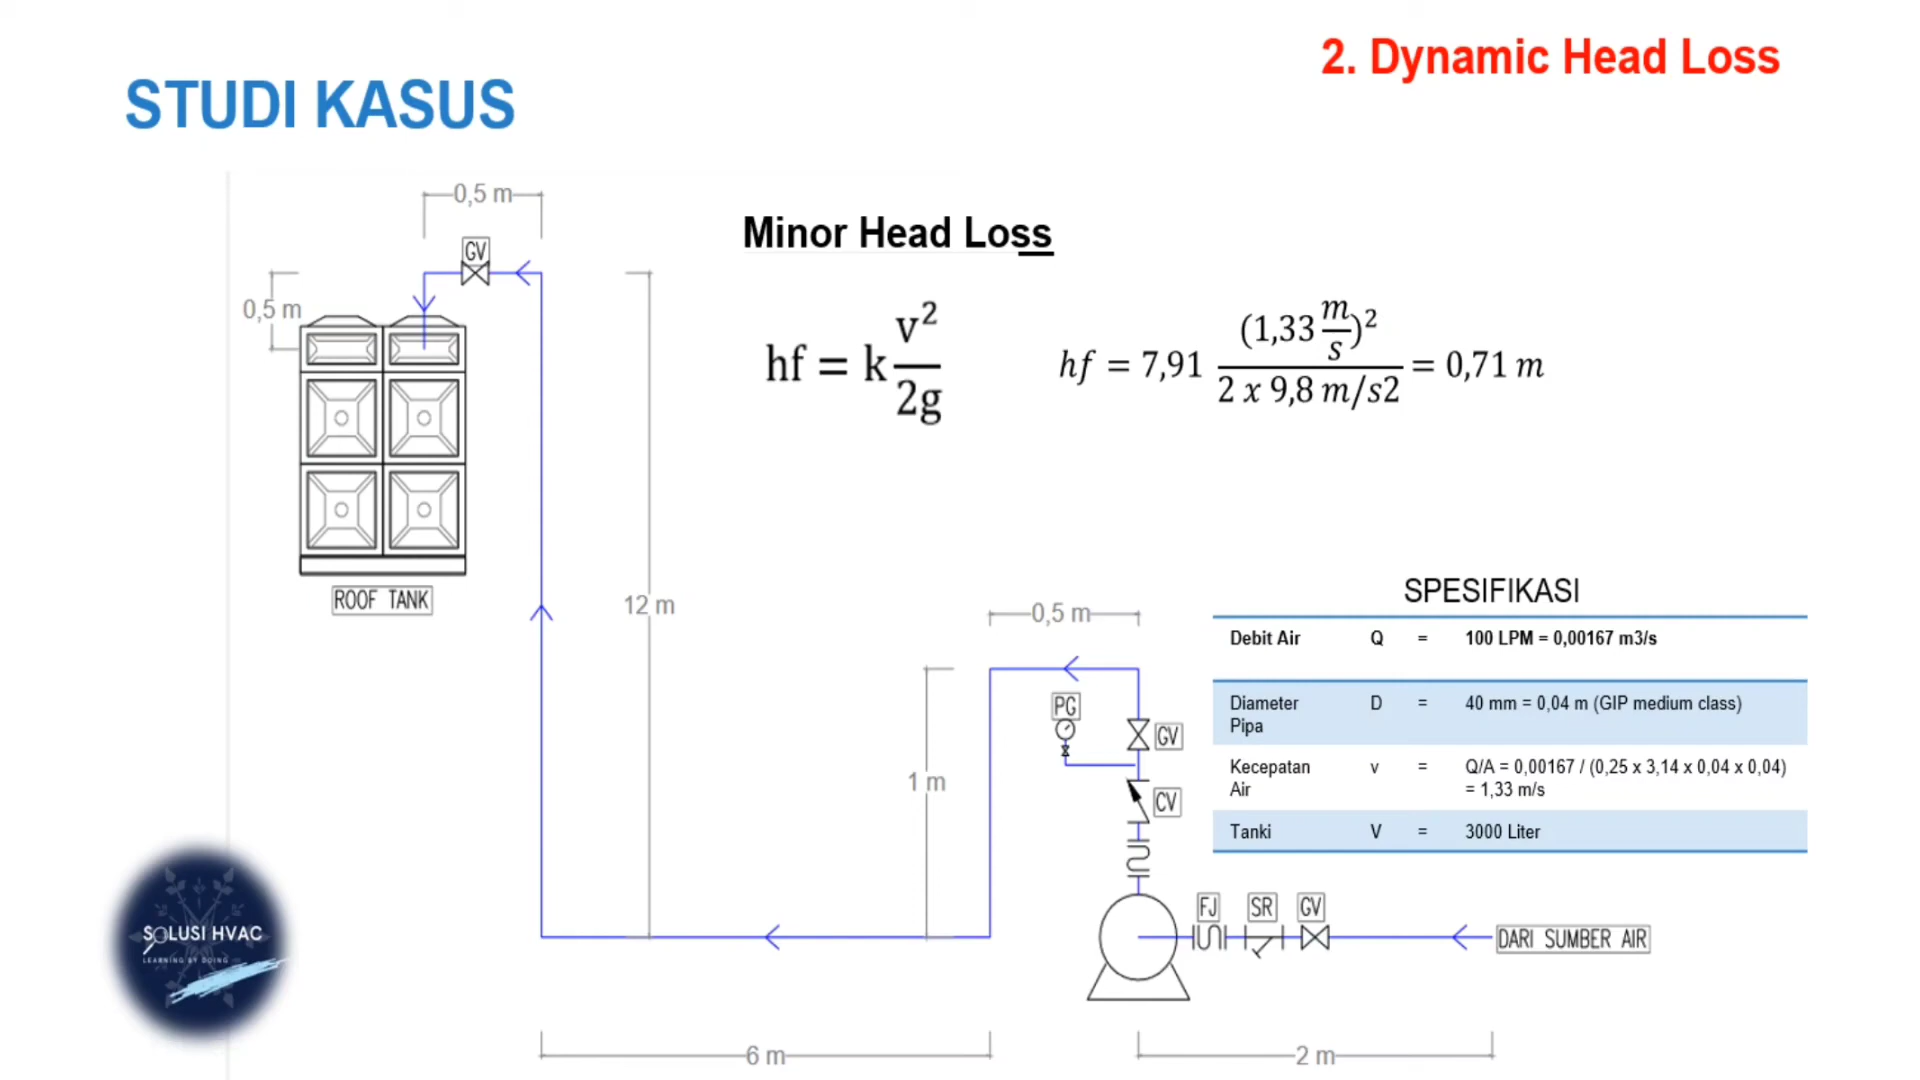 2. Dynamic Head Loss
STUDI KASUS
0,5 m
Minor Head Loss
GV
0,5 m
hf = k v²/2g
hf = 7,91 (1,33 m/s)² / 2 x 9,8 m/s2 = 0,71 m
ROOF TANK
12 m
0,5 m
SPESIFIKASI
Debit Air Q = 100 LPM = 0,00167 m3/s
Diameter Pipa D = 40 mm = 0,04 m (GIP medium class)
Kecepatan Air v = Q/A = 0,00167 / (0,25 x 3,14 x 0,04 x 0,04)
= 1,33 m/s
Tanki V = 3000 Liter
PG
GV
1 m
CV
FJ
SR
GV
DARI SUMBER AIR
SOLUSI HVAC
LEARNING BY DOING
6 m
2 m